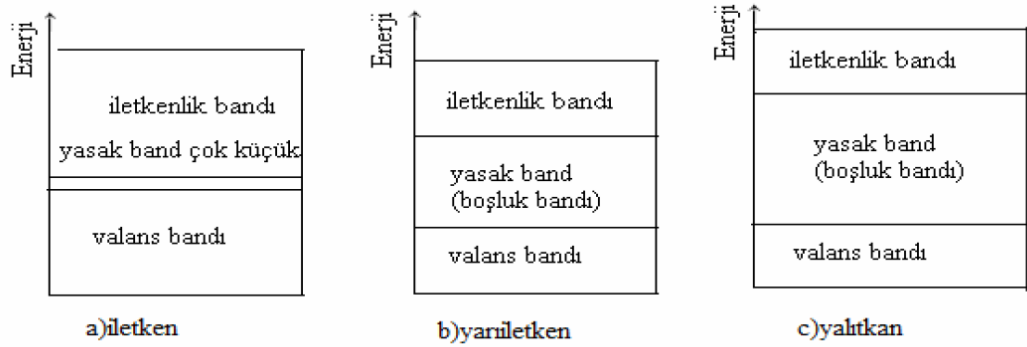 Enerji
iletkenlik bandı
yasak band çok küçük
valans bandı
a)iletken
Enerji
iletkenlik bandı
yasak band
(boşluk bandı)
valans bandı
b)yarıiletken
Enerji
iletkenlik bandı
yasak band
(boşluk bandı)
valans bandı
c)yalıtkan